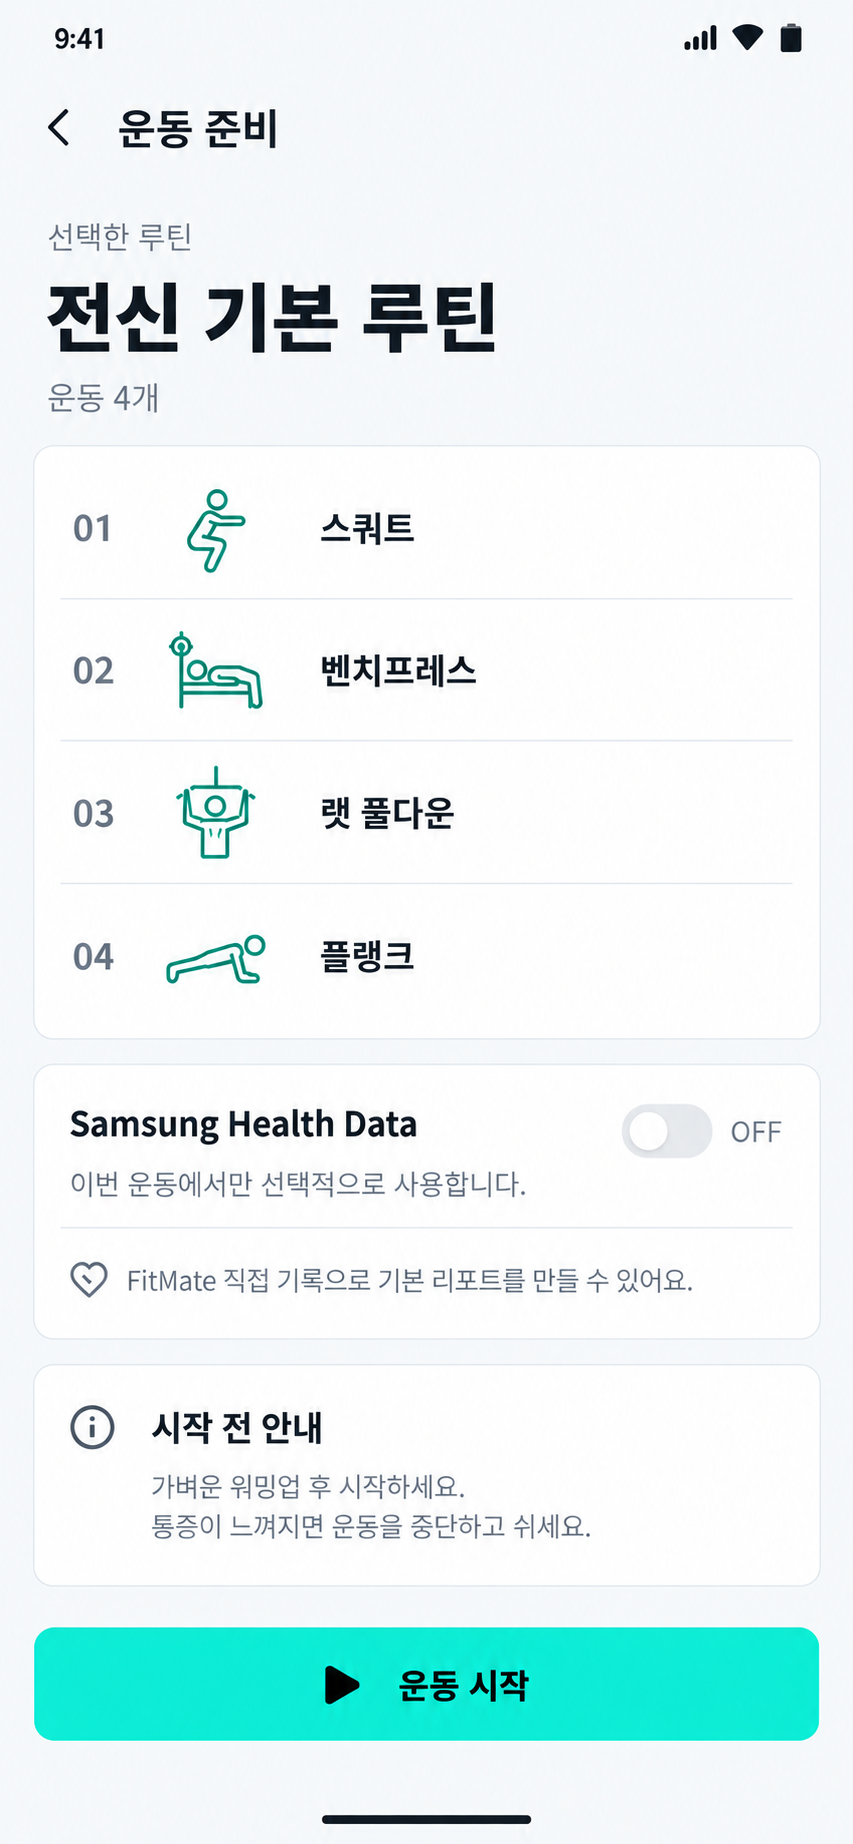 9:41
운동 준비
선택한 루틴
전신 기본 루틴
운동 4개
01 스쿼트
02 벤치프레스
03 랫 풀다운
04 플랭크
Samsung Health Data OFF
이번 운동에서만 선택적으로 사용합니다.
FitMate 직접 기록으로 기본 리포트를 만들 수 있어요.
시작 전 안내
가벼운 워밍업 후 시작하세요.
통증이 느껴지면 운동을 중단하고 쉬세요.
운동 시작